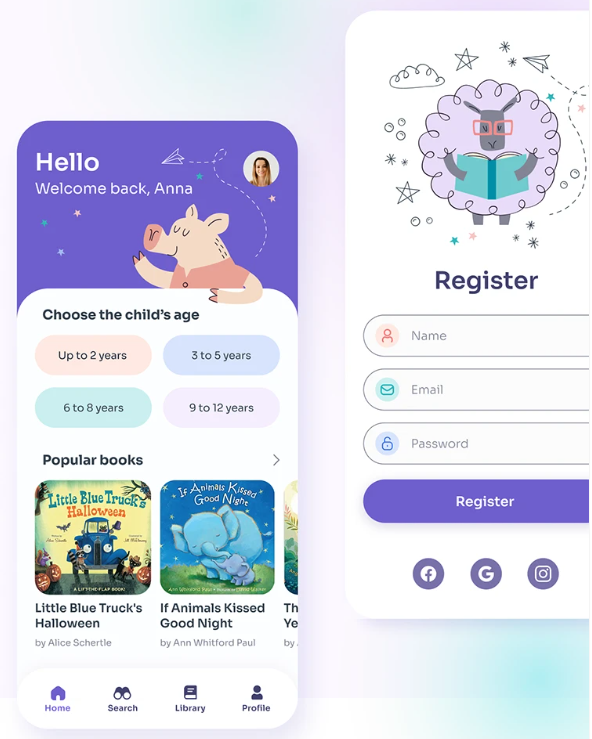 Hello
Welcome back, Anna
Choose the child's age
Up to 2 years
3 to 5 years
6 to 8 years
9 to 12 years
Popular books
Little Blue Truck's
Halloween
A LIFT-THE-FLAP BOOK!
If Animals Kissed
Good Night
Ann Whitford Paul
Little Blue Truck's
Halloween
by Alice Schertle
If Animals Kissed
Good Night
by Ann Whitford Paul
Th
Ye
by
Home
Search
Library
Profile
Register
Name
Email
Password
Register